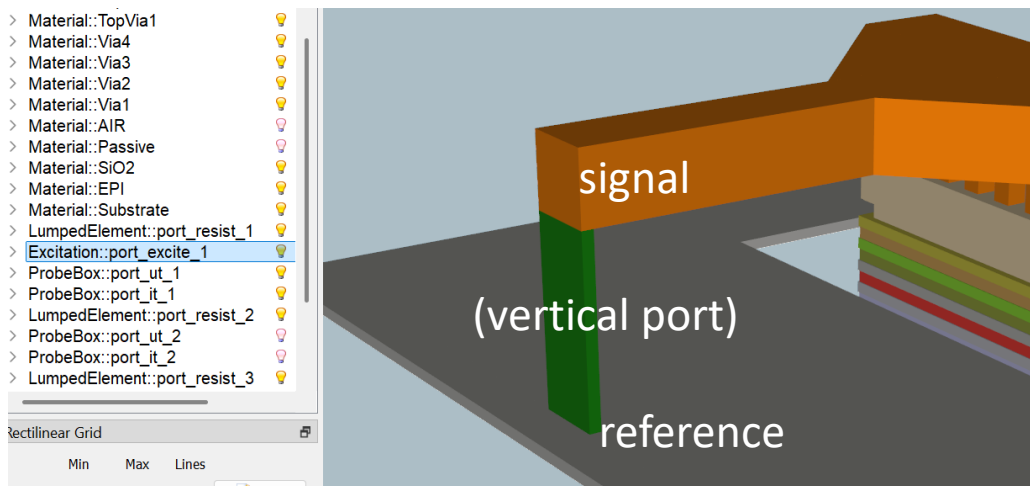 Material::TopVia1
Material::Via4
Material::Via3
Material::Via2
Material::Via1
Material::AIR
Material::Passive
Material::SiO2
Material::EPI
Material::Substrate
LumpedElement::port_resist_1
Excitation::port_excite_1
ProbeBox::port_ut_1
ProbeBox::port_it_1
LumpedElement::port_resist_2
ProbeBox::port_ut_2
ProbeBox::port_it_2
LumpedElement::port_resist_3
Rectilinear Grid
Min Max Lines
signal
(vertical port)
reference